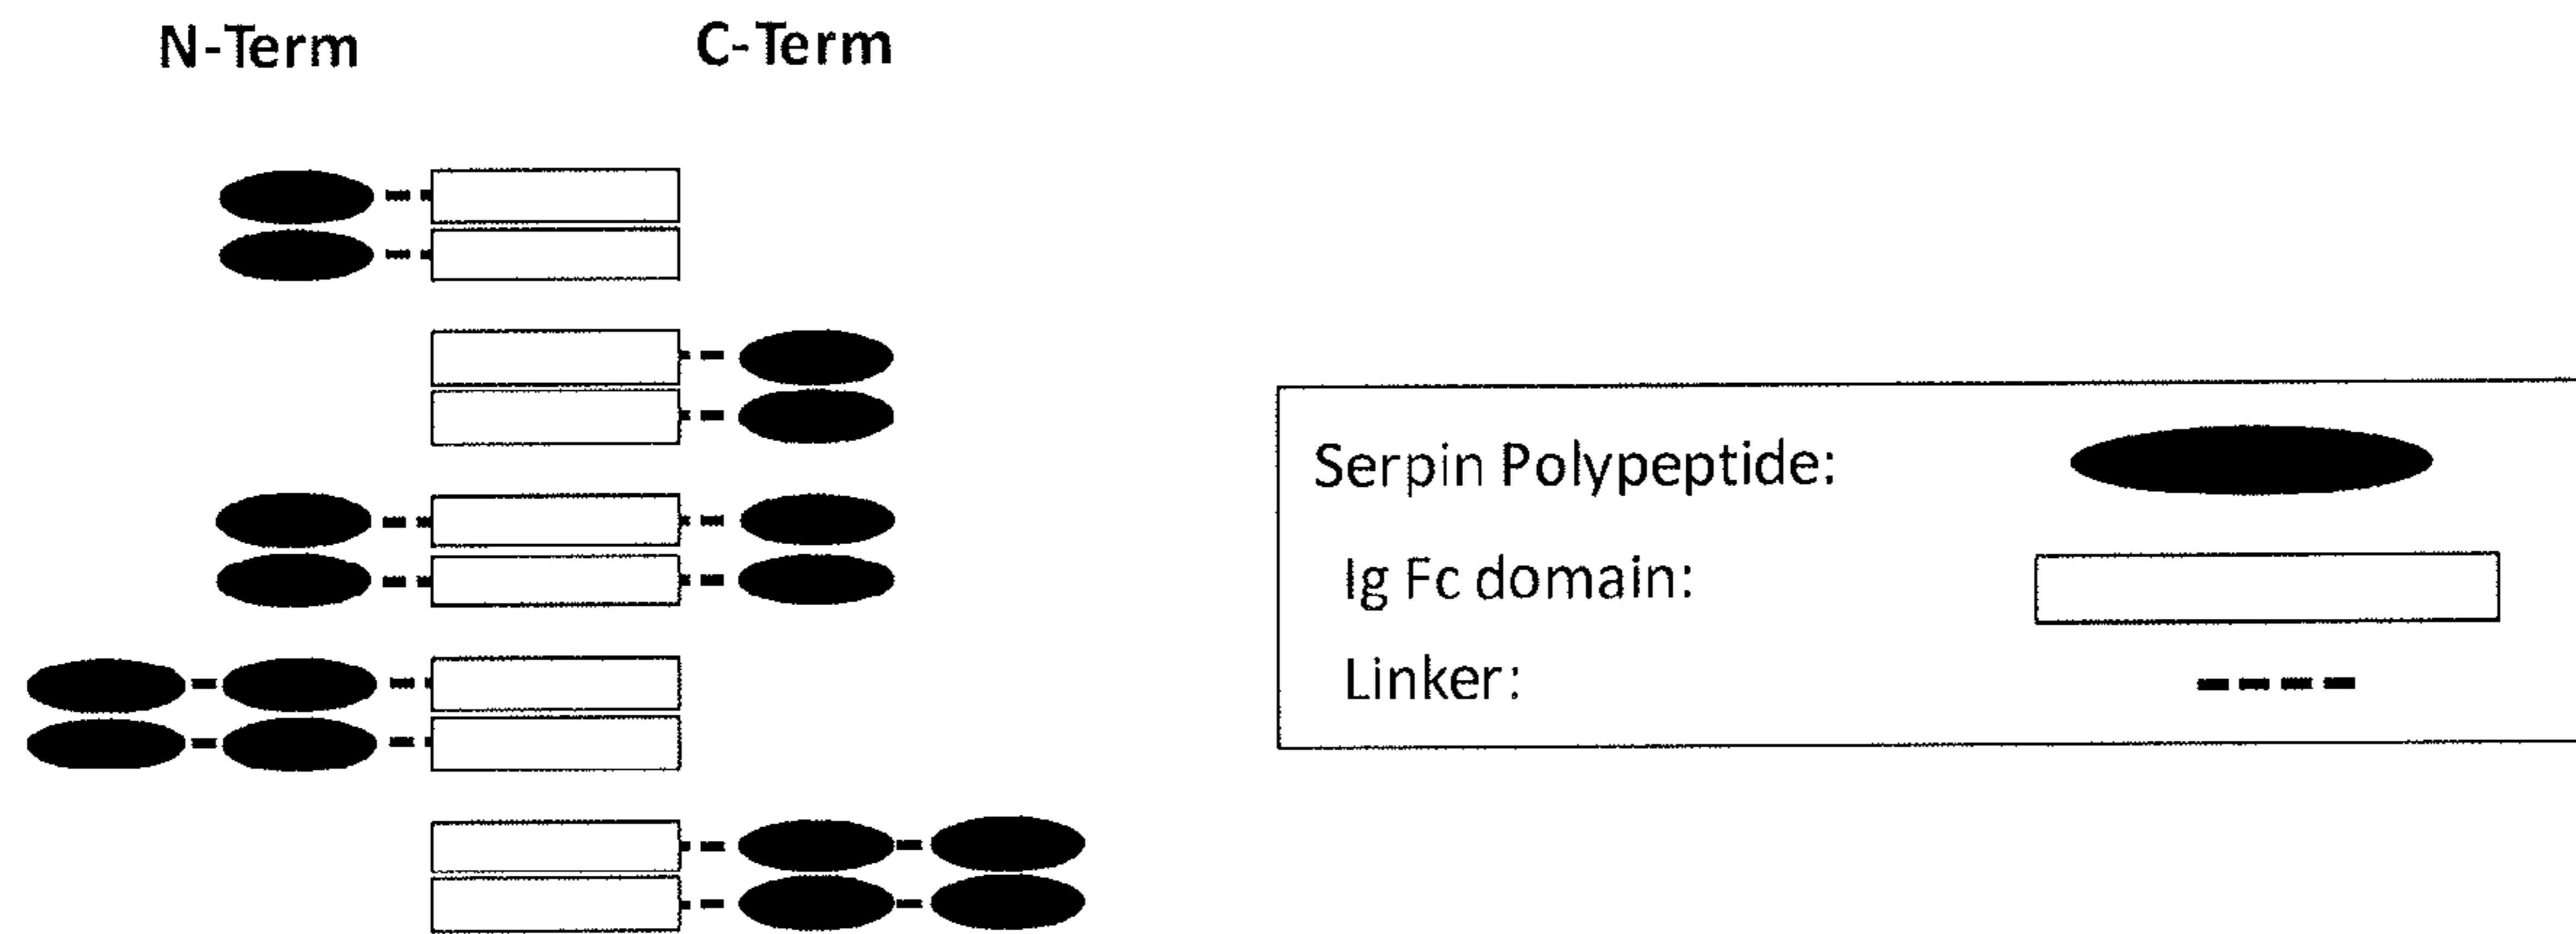 N-Term C-Term
Serpin Polypeptide:
Ig Fc domain:
Linker: